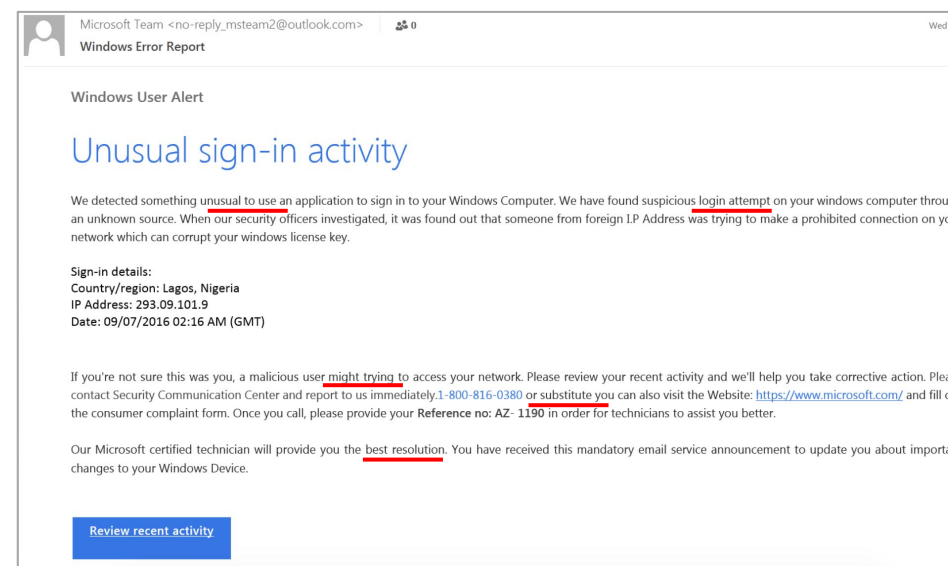 Microsoft Team <no-reply_msteam2@outlook.com> 0 Wed
Windows Error Report
Windows User Alert
Unusual sign-in activity
We detected something unusual to use an application to sign in to your Windows Computer. We have found suspicious login attempt on your windows computer throu
an unknown source. When our security officers investigated, it was found out that someone from foreign I.P Address was trying to make a prohibited connection on yo
network which can corrupt your windows license key.
Sign-in details:
Country/region: Lagos, Nigeria
IP Address: 293.09.101.9
Date: 09/07/2016 02:16 AM (GMT)
If you're not sure this was you, a malicious user might trying to access your network. Please review your recent activity and we'll help you take corrective action. Plea
contact Security Communication Center and report to us immediately.1-800-816-0380 or substitute you can also visit the Website: https://www.microsoft.com/ and fill o
the consumer complaint form. Once you call, please provide your Reference no: AZ- 1190 in order for technicians to assist you better.
Our Microsoft certified technician will provide you the best resolution. You have received this mandatory email service announcement to update you about importa
changes to your Windows Device.
Review recent activity